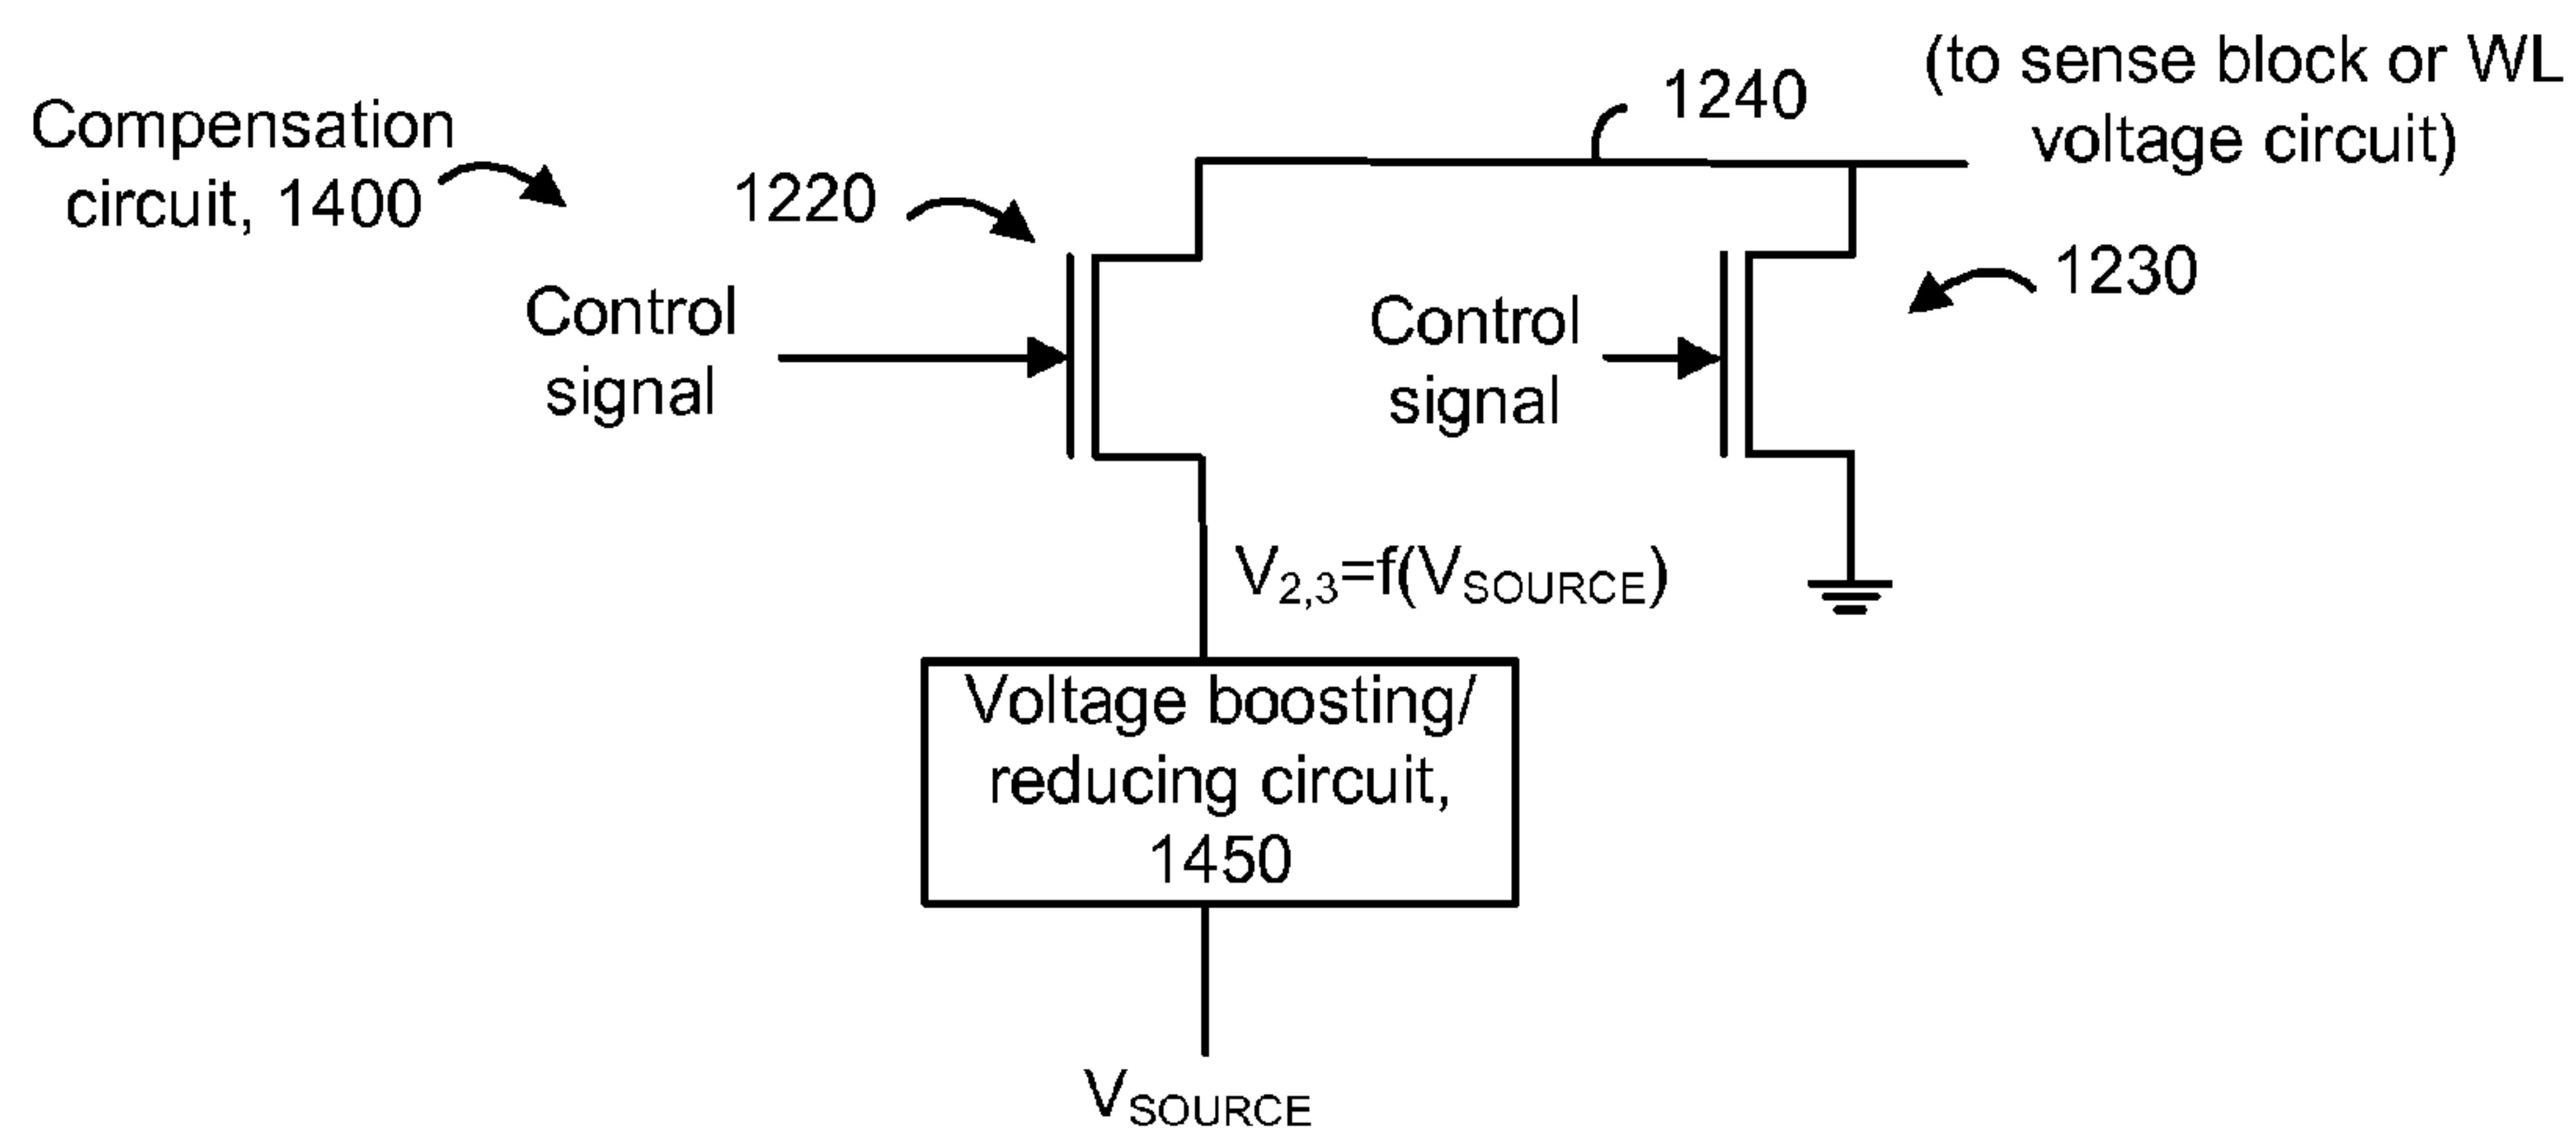 (to sense block or WL
voltage circuit)
1240
Compensation
circuit, 1400
1220
1230
Control
signal
Control
signal
V2,3=f(VSOURCE)
Voltage boosting/
reducing circuit,
1450
VSOURCE